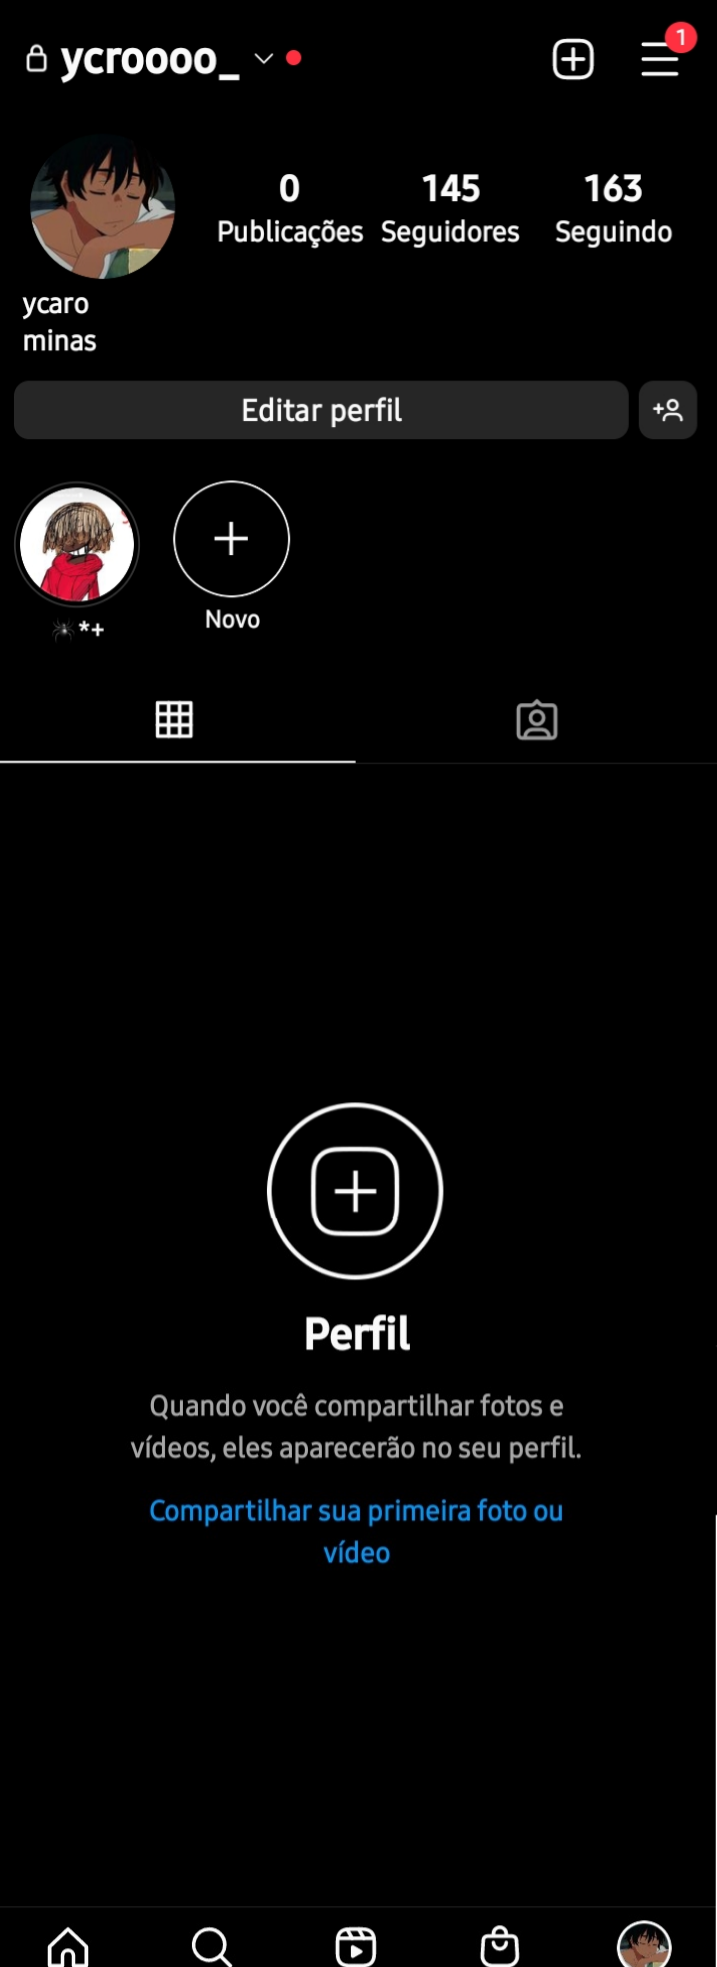 ycroooo_
1
0 145 163
Publicações Seguidores Seguindo
ycaro
minas
Editar perfil
🕷*+
Novo
Perfil
Quando você compartilhar fotos e
vídeos, eles aparecerão no seu perfil.
Compartilhar sua primeira foto ou
vídeo